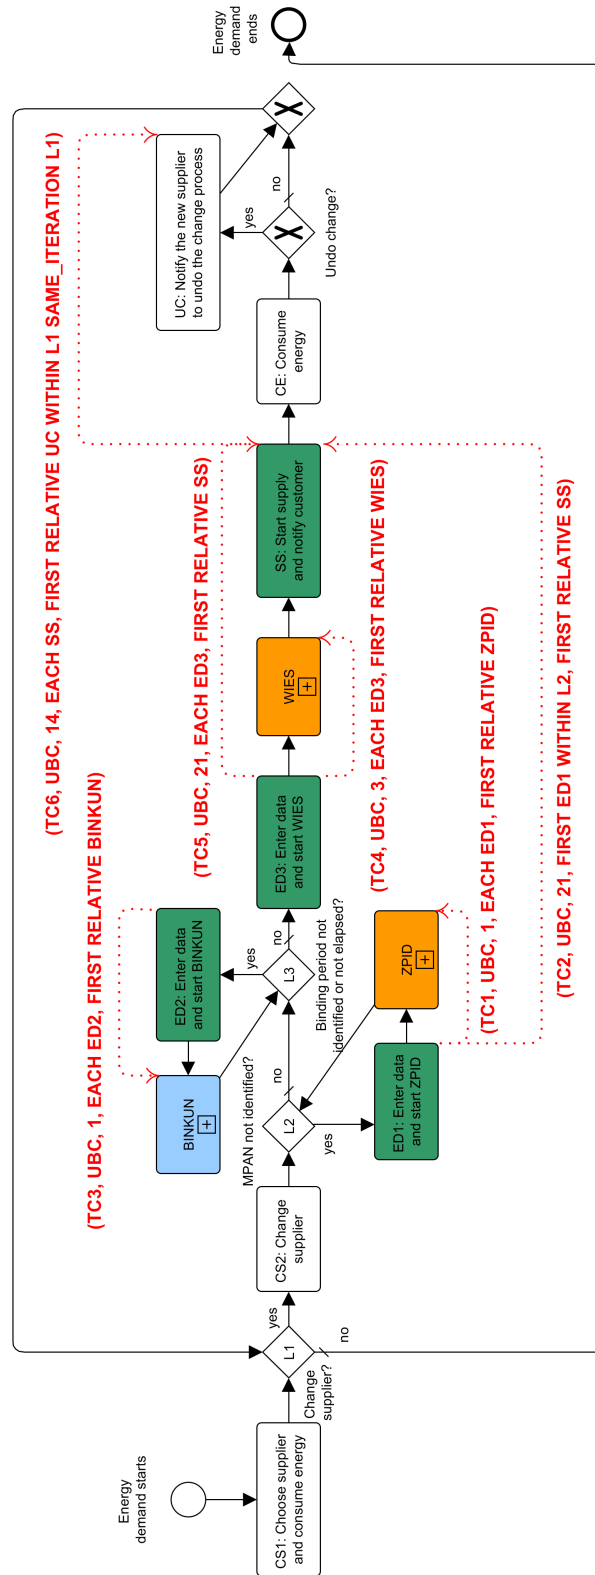 Energy
demand starts
CS1: Choose supplier
and consume energy
Change
supplier?
L1
yes
no
CS2: Change
supplier
MPAN not identified?
L2
no
yes
ED1: Enter data
and start ZPID
ZPID
BINKUN
ED2: Enter data
and start BINKUN
L3
yes
no
Binding period not
identified or not elapsed?
ED3: Enter data
and start WIES
WIES
SS: Start supply
and notify customer
CE: Consume
energy
Undo change?
yes
no
UC: Notify the new supplier
to undo the change process
Energy
demand
ends
(TC6, UBC, 14, EACH SS, FIRST RELATIVE UC WITHIN L1 SAME_ITERATION L1)
(TC3, UBC, 1, EACH ED2, FIRST RELATIVE BINKUN)
(TC5, UBC, 21, EACH ED3, FIRST RELATIVE SS)
(TC4, UBC, 3, EACH ED3, FIRST RELATIVE WIES)
(TC1, UBC, 1, EACH ED1, FIRST RELATIVE ZPID)
(TC2, UBC, 21, FIRST ED1 WITHIN L2, FIRST RELATIVE SS)